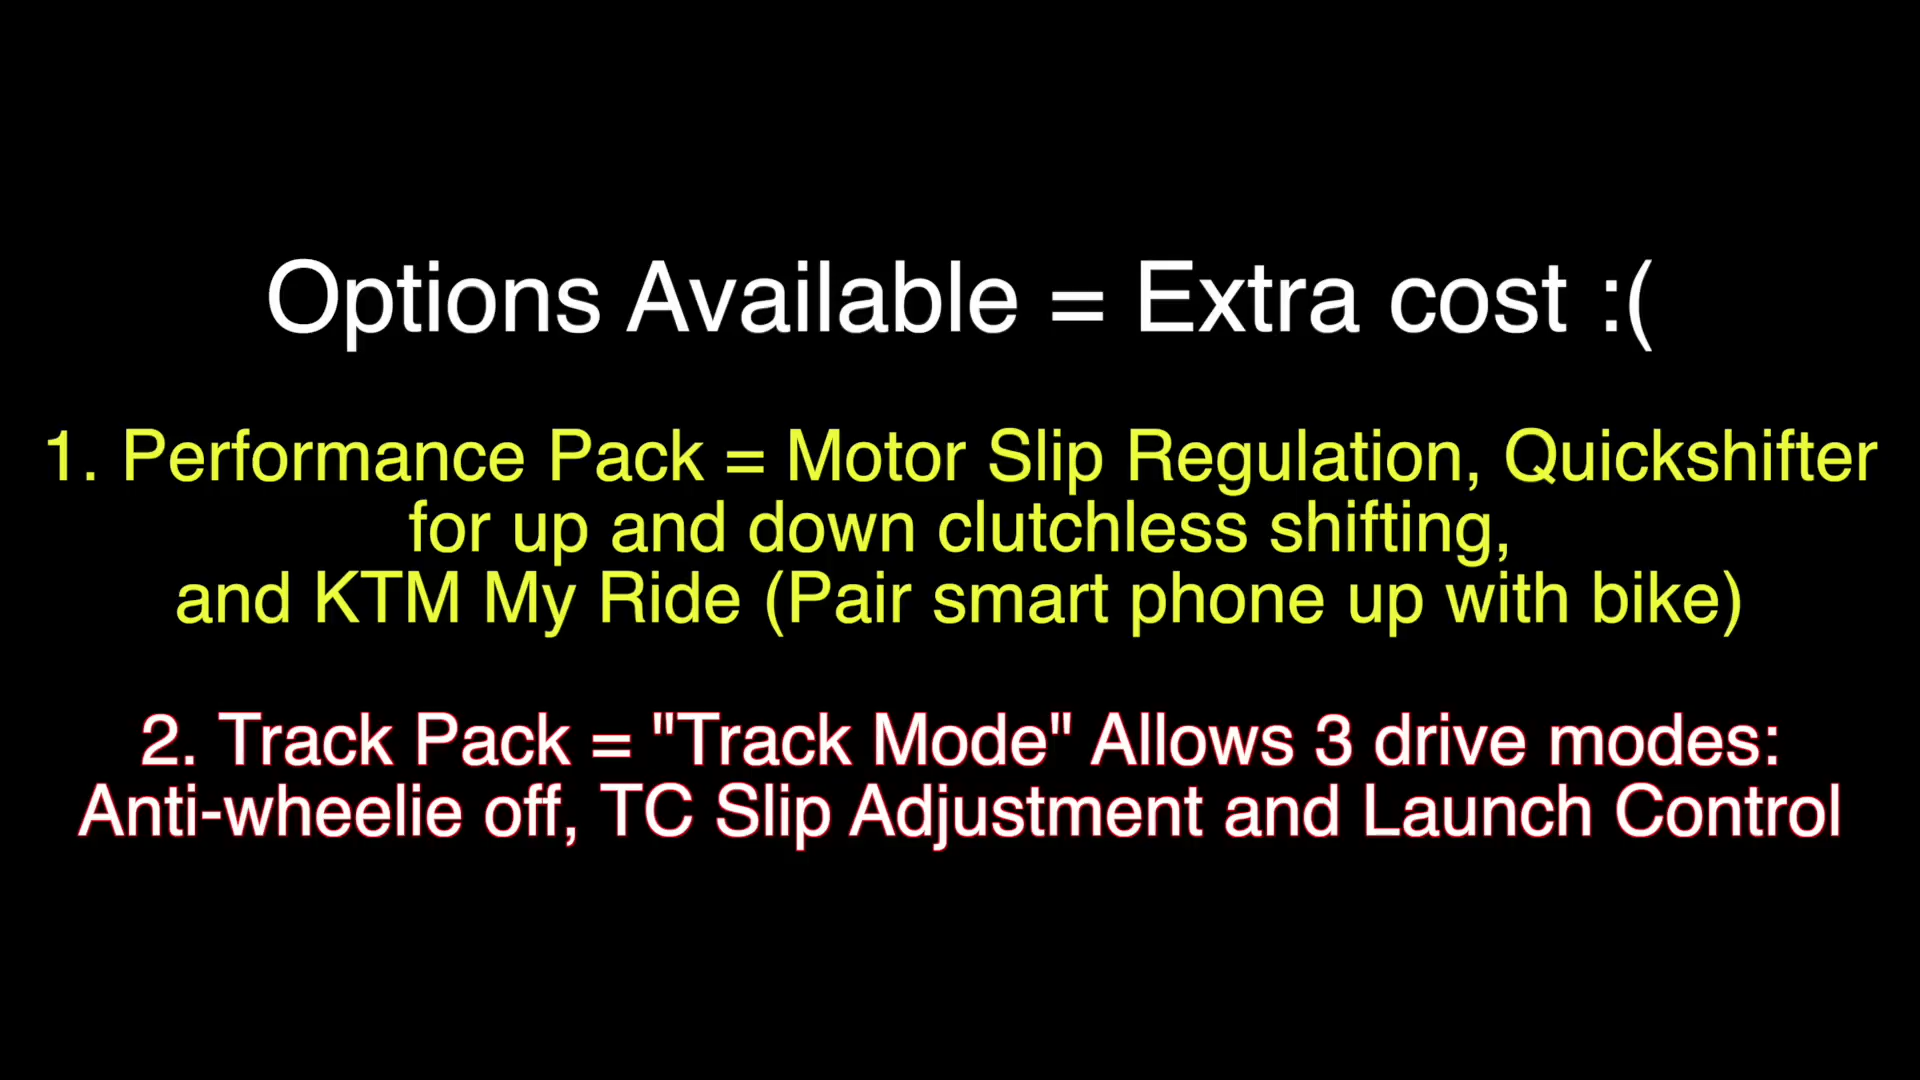 Options Available = Extra cost :(
1. Performance Pack = Motor Slip Regulation, Quickshifter
for up and down clutchless shifting,
and KTM My Ride (Pair smart phone up with bike)
2. Track Pack = "Track Mode" Allows 3 drive modes:
Anti-wheelie off, TC Slip Adjustment and Launch Control